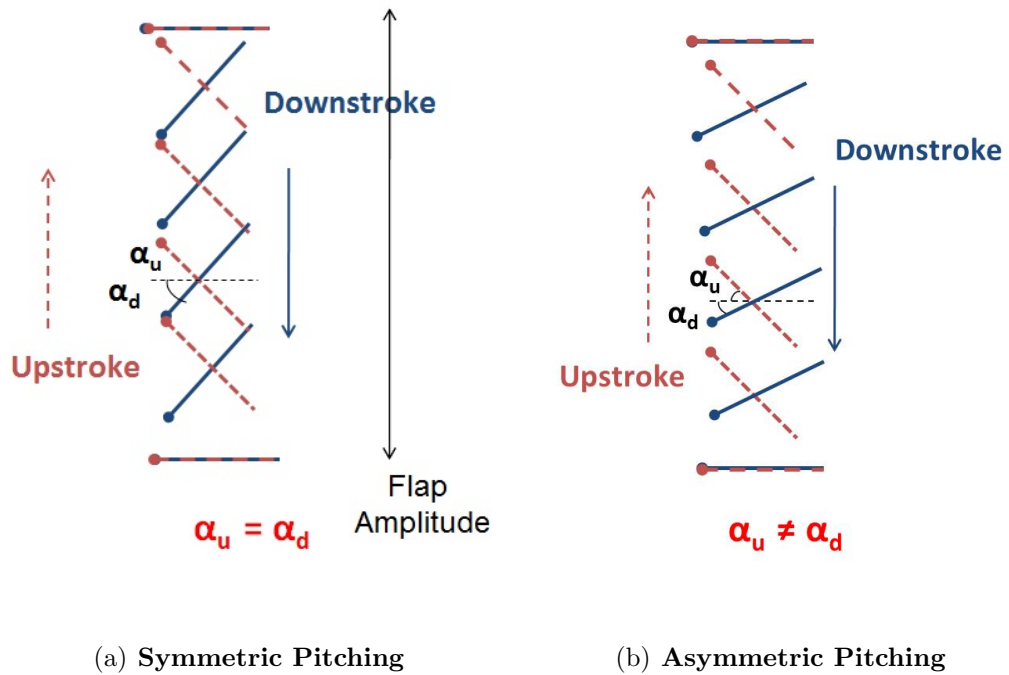 Downstroke
αu
αd
Upstroke
Flap
Amplitude
αu = αd
(a) Symmetric Pitching
Downstroke
αu
αd
Upstroke
αu ≠ αd
(b) Asymmetric Pitching